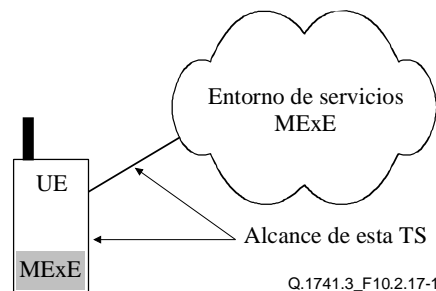 Entorno de servicios
MExE
UE
Alcance de esta TS
MExE
Q.1741.3_F10.2.17-1